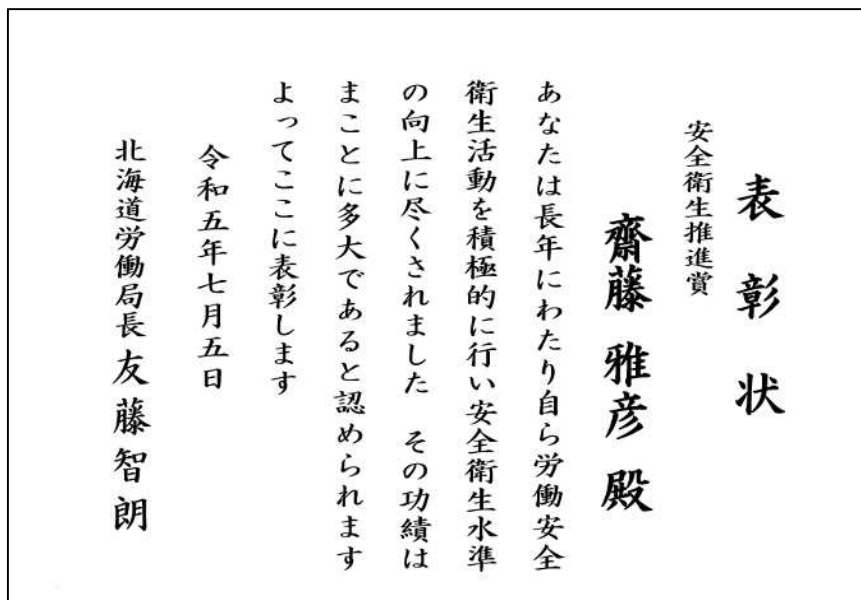 表彰状
安全衛生推進賞
齋藤 雅彦 殿
あなたは長年にわたり自ら労働安全
衛生活動を積極的に行い安全衛生水準
の向上に尽くされました　その功績は
まことに多大であると認められます
よってここに表彰します
令和五年七月五日
北海道労働局長 友藤智朗